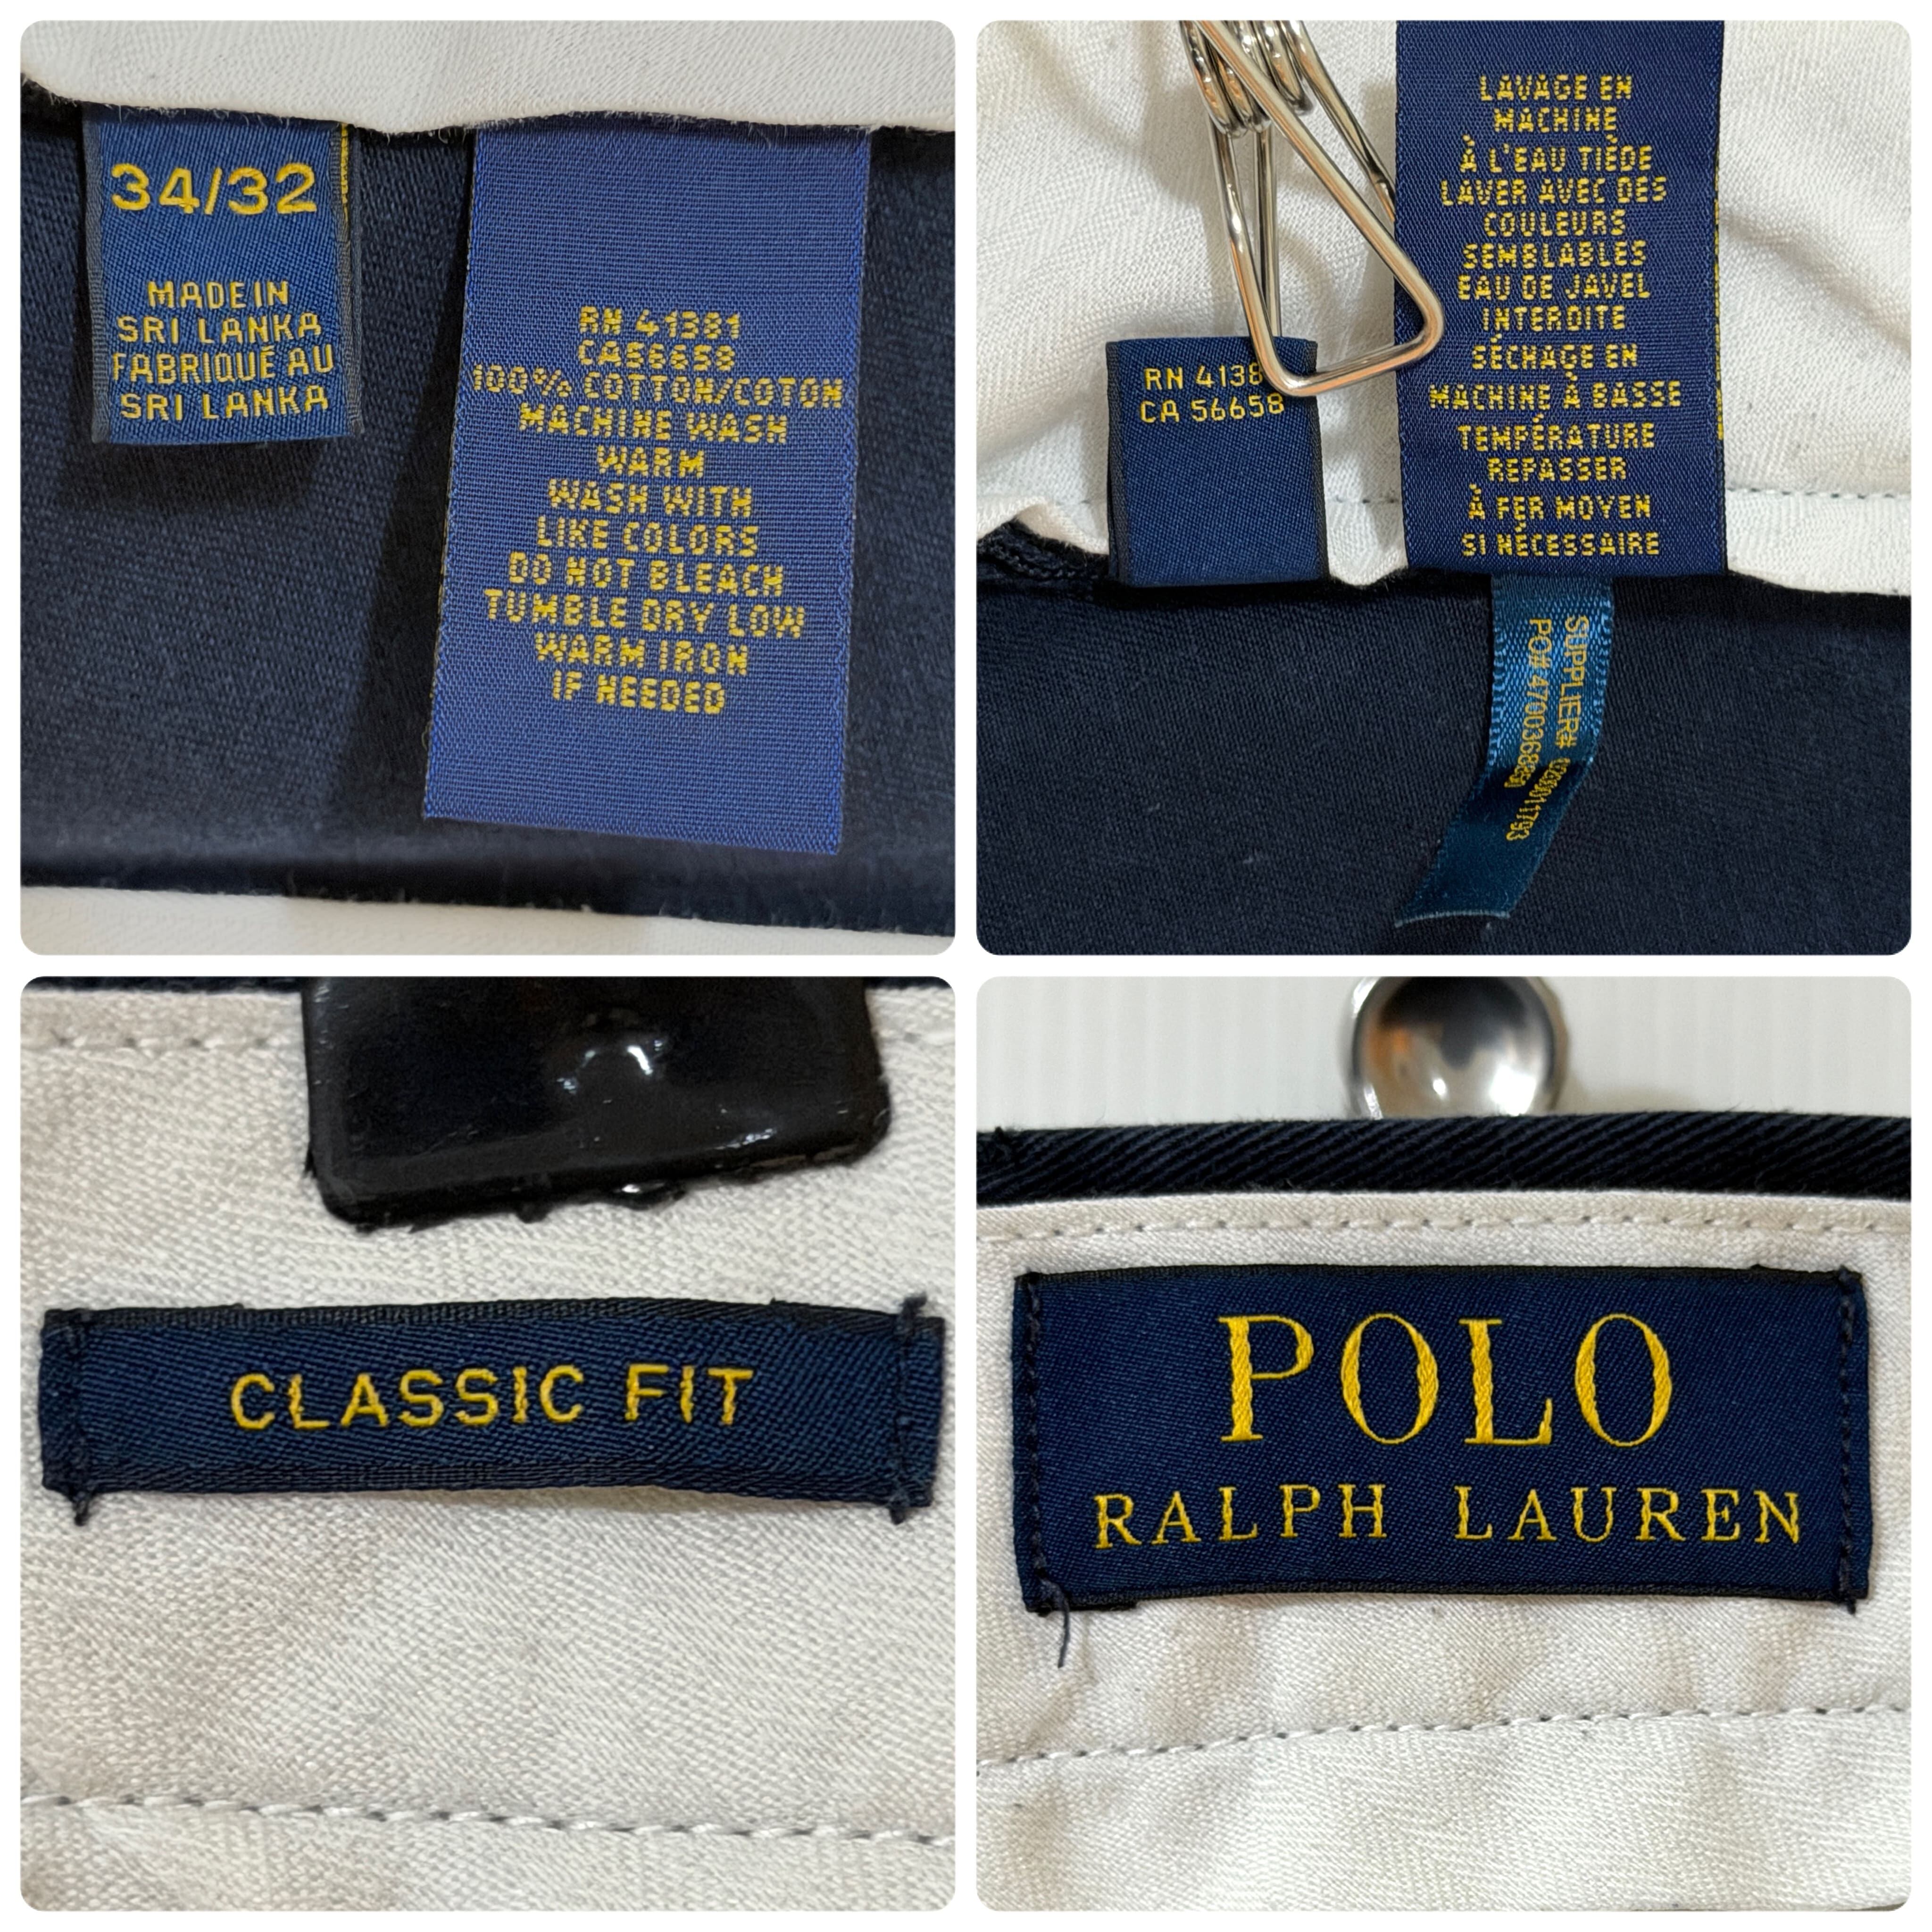 34/32
MADE IN
SRI LANKA
FABRIQUÉ AU
SRI LANKA
RN 41381
CA56658
100% COTTON/COTON
MACHINE WASH
WARM
WASH WITH
LIKE COLORS
DO NOT BLEACH
TUMBLE DRY LOW
WARM IRON
IF NEEDED
RN 4138
CA 56658
LAVAGE EN
MACHINE
À L'EAU TIÈDE
LAVER AVEC DES
COULEURS
SEMBLABLES
EAU DE JAVEL
INTERDITE
SÉCHAGE EN
MACHINE À BASSE
TEMPÉRATURE
REPASSER
À FER MOYEN
SI NÉCESSAIRE
SUPPLIER#
PO#
CLASSIC FIT
POLO
RALPH LAUREN